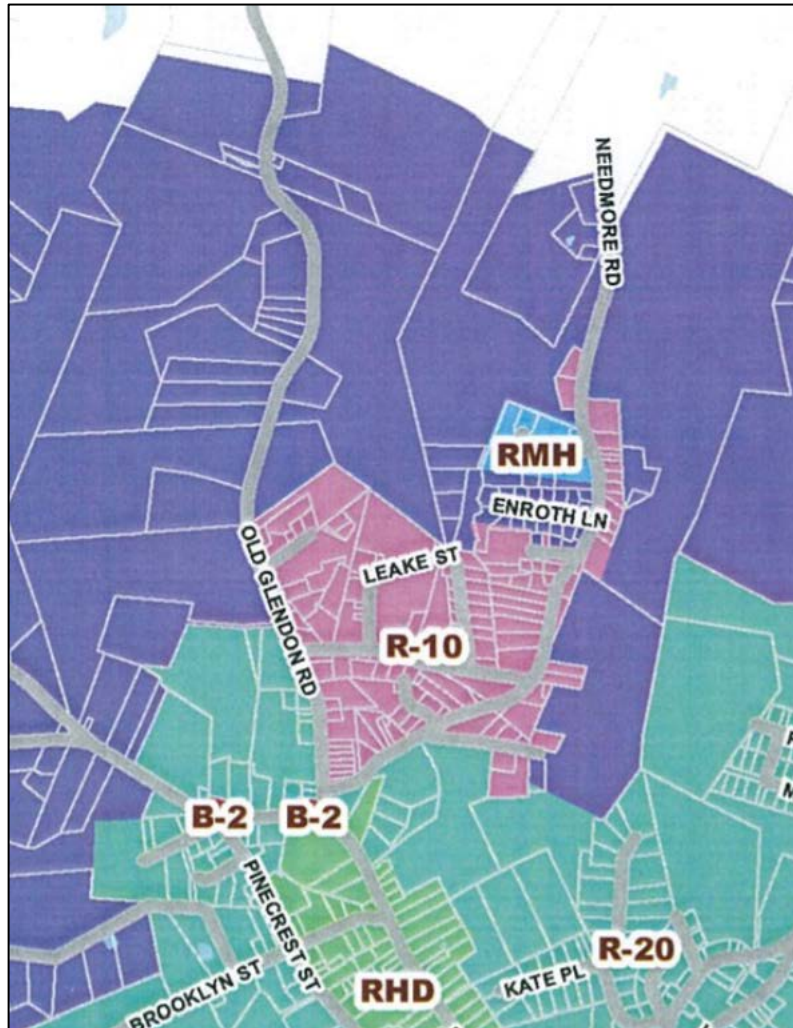 NEEDMORE RD
RMH
ENROTH LN
OLD GLENDON RD
LEAKE ST
R-10
B-2
B-2
PINECREST ST
R-20
BROOKLYN ST
RHD
KATE PL